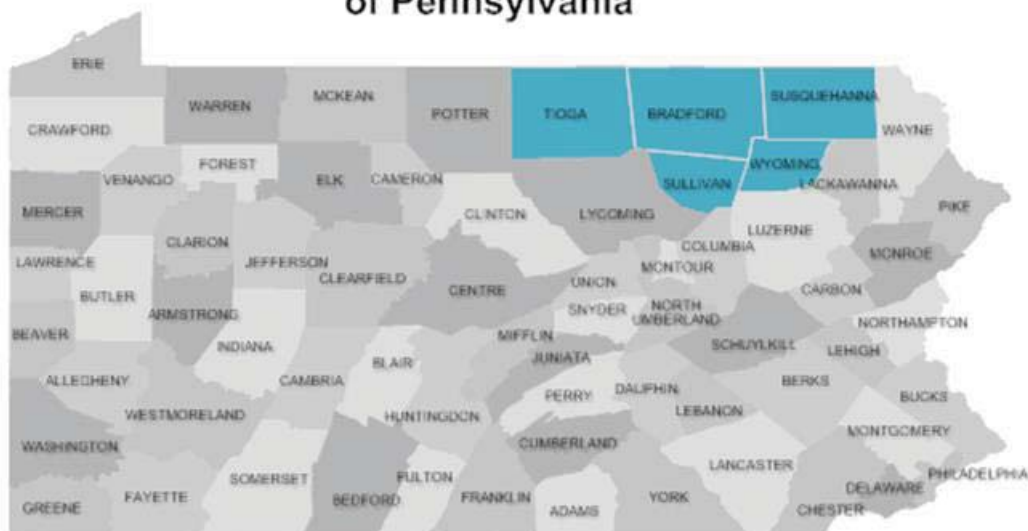 of Pennsylvania
ERIE
WARREN
MCKEAN
POTTER
TIOGA
BRADFORD
SUSQUEHANNA
CRAWFORD
WAYNE
FOREST
VENANGO
ELK
CAMERON
SULLIVAN
WYOMING
LACKAWANNA
MERCER
CLINTON
LYCOMING
PIKE
CLARION
LUZERNE
COLUMBIA
MONROE
LAWRENCE
JEFFERSON
CLEARFIELD
MONTOUR
BUTLER
CENTRE
UNION
CARBON
ARMSTRONG
SNYDER
NORTH
UMBERLAND
NORTHAMPTON
BEAVER
MIFFLIN
INDIANA
SCHUYLKILL
LEHIGH
BLAIR
JUNIATA
ALLEGHENY
CAMBRIA
BERKS
PERRY
DAUPHIN
BUCKS
WESTMORELAND
HUNTINGDON
LEBANON
MONTGOMERY
WASHINGTON
CUMBERLAND
LANCASTER
PHILADELPHIA
SOMERSET
FULTON
DELAWARE
GREENE
FAYETTE
BEDFORD
FRANKLIN
ADAMS
YORK
CHESTER